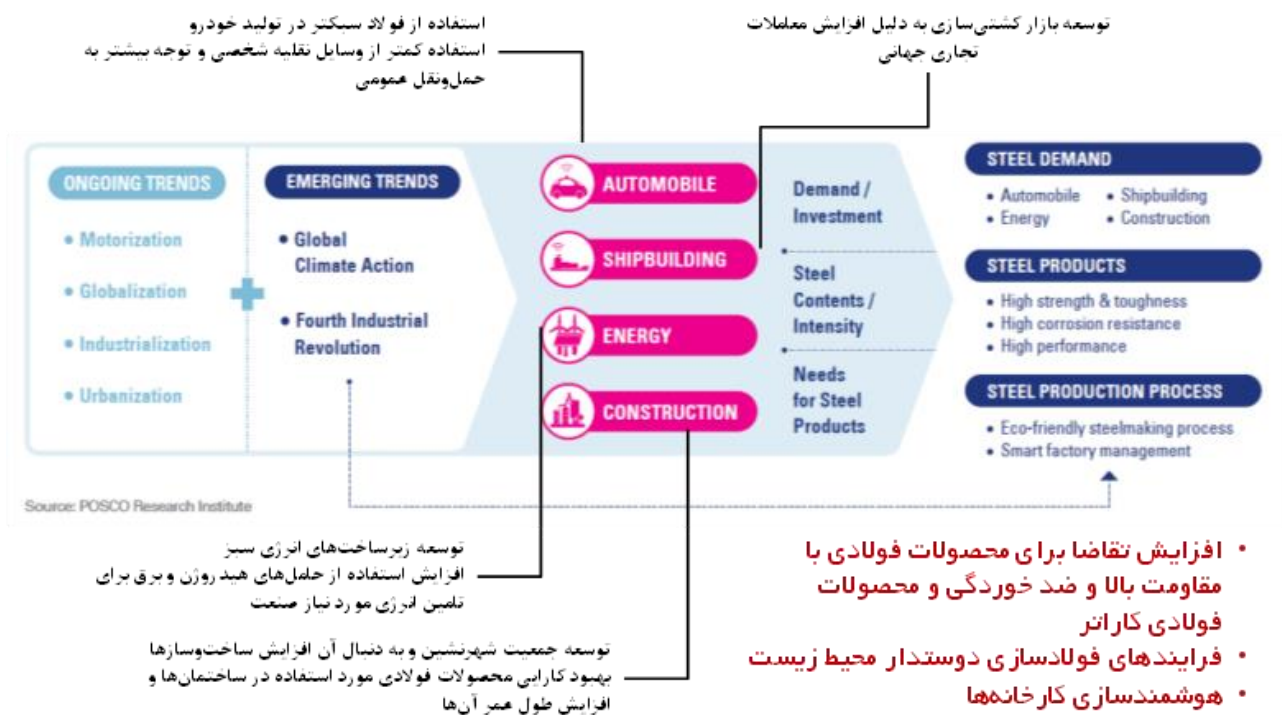 استفاده از فولاد سبکتر در تولید خودرو
استفاده کمتر از وسایل نقلیه شخصی و توجه بیشتر به
حمل‌ونقل عمومی
توسعه بازار کشتی‌سازی به دلیل افزایش معاملات
تجاری جهانی
ONGOING TRENDS
• Motorization
• Globalization
• Industrialization
• Urbanization
EMERGING TRENDS
• Global
Climate Action
• Fourth Industrial
Revolution
AUTOMOBILE
SHIPBUILDING
ENERGY
CONSTRUCTION
Demand /
Investment
Steel
Contents /
Intensity
Needs
for Steel
Products
STEEL DEMAND
• Automobile • Shipbuilding
• Energy • Construction
STEEL PRODUCTS
• High strength & toughness
• High corrosion resistance
• High performance
STEEL PRODUCTION PROCESS
• Eco-friendly steelmaking process
• Smart factory management
Source: POSCO Research Institute
توسعه زیرساخت‌های انرژی سبز
افزایش استفاده از حامل‌های هیدروژن و برق برای
تامین انرژی مورد نیاز صنعت
توسعه جمعیت شهرنشین و به دنبال آن افزایش ساخت‌وسازها
بهبود کارایی محصولات فولادی مورد استفاده در ساختمان‌ها و
افزایش طول عمر آن‌ها
• افزایش تقاضا برای محصولات فولادی با
مقاومت بالا و ضد خوردگی و محصولات
فولادی کاراتر
• فرایندهای فولادسازی دوستدار محیط زیست
• هوشمندسازی کارخانه‌ها